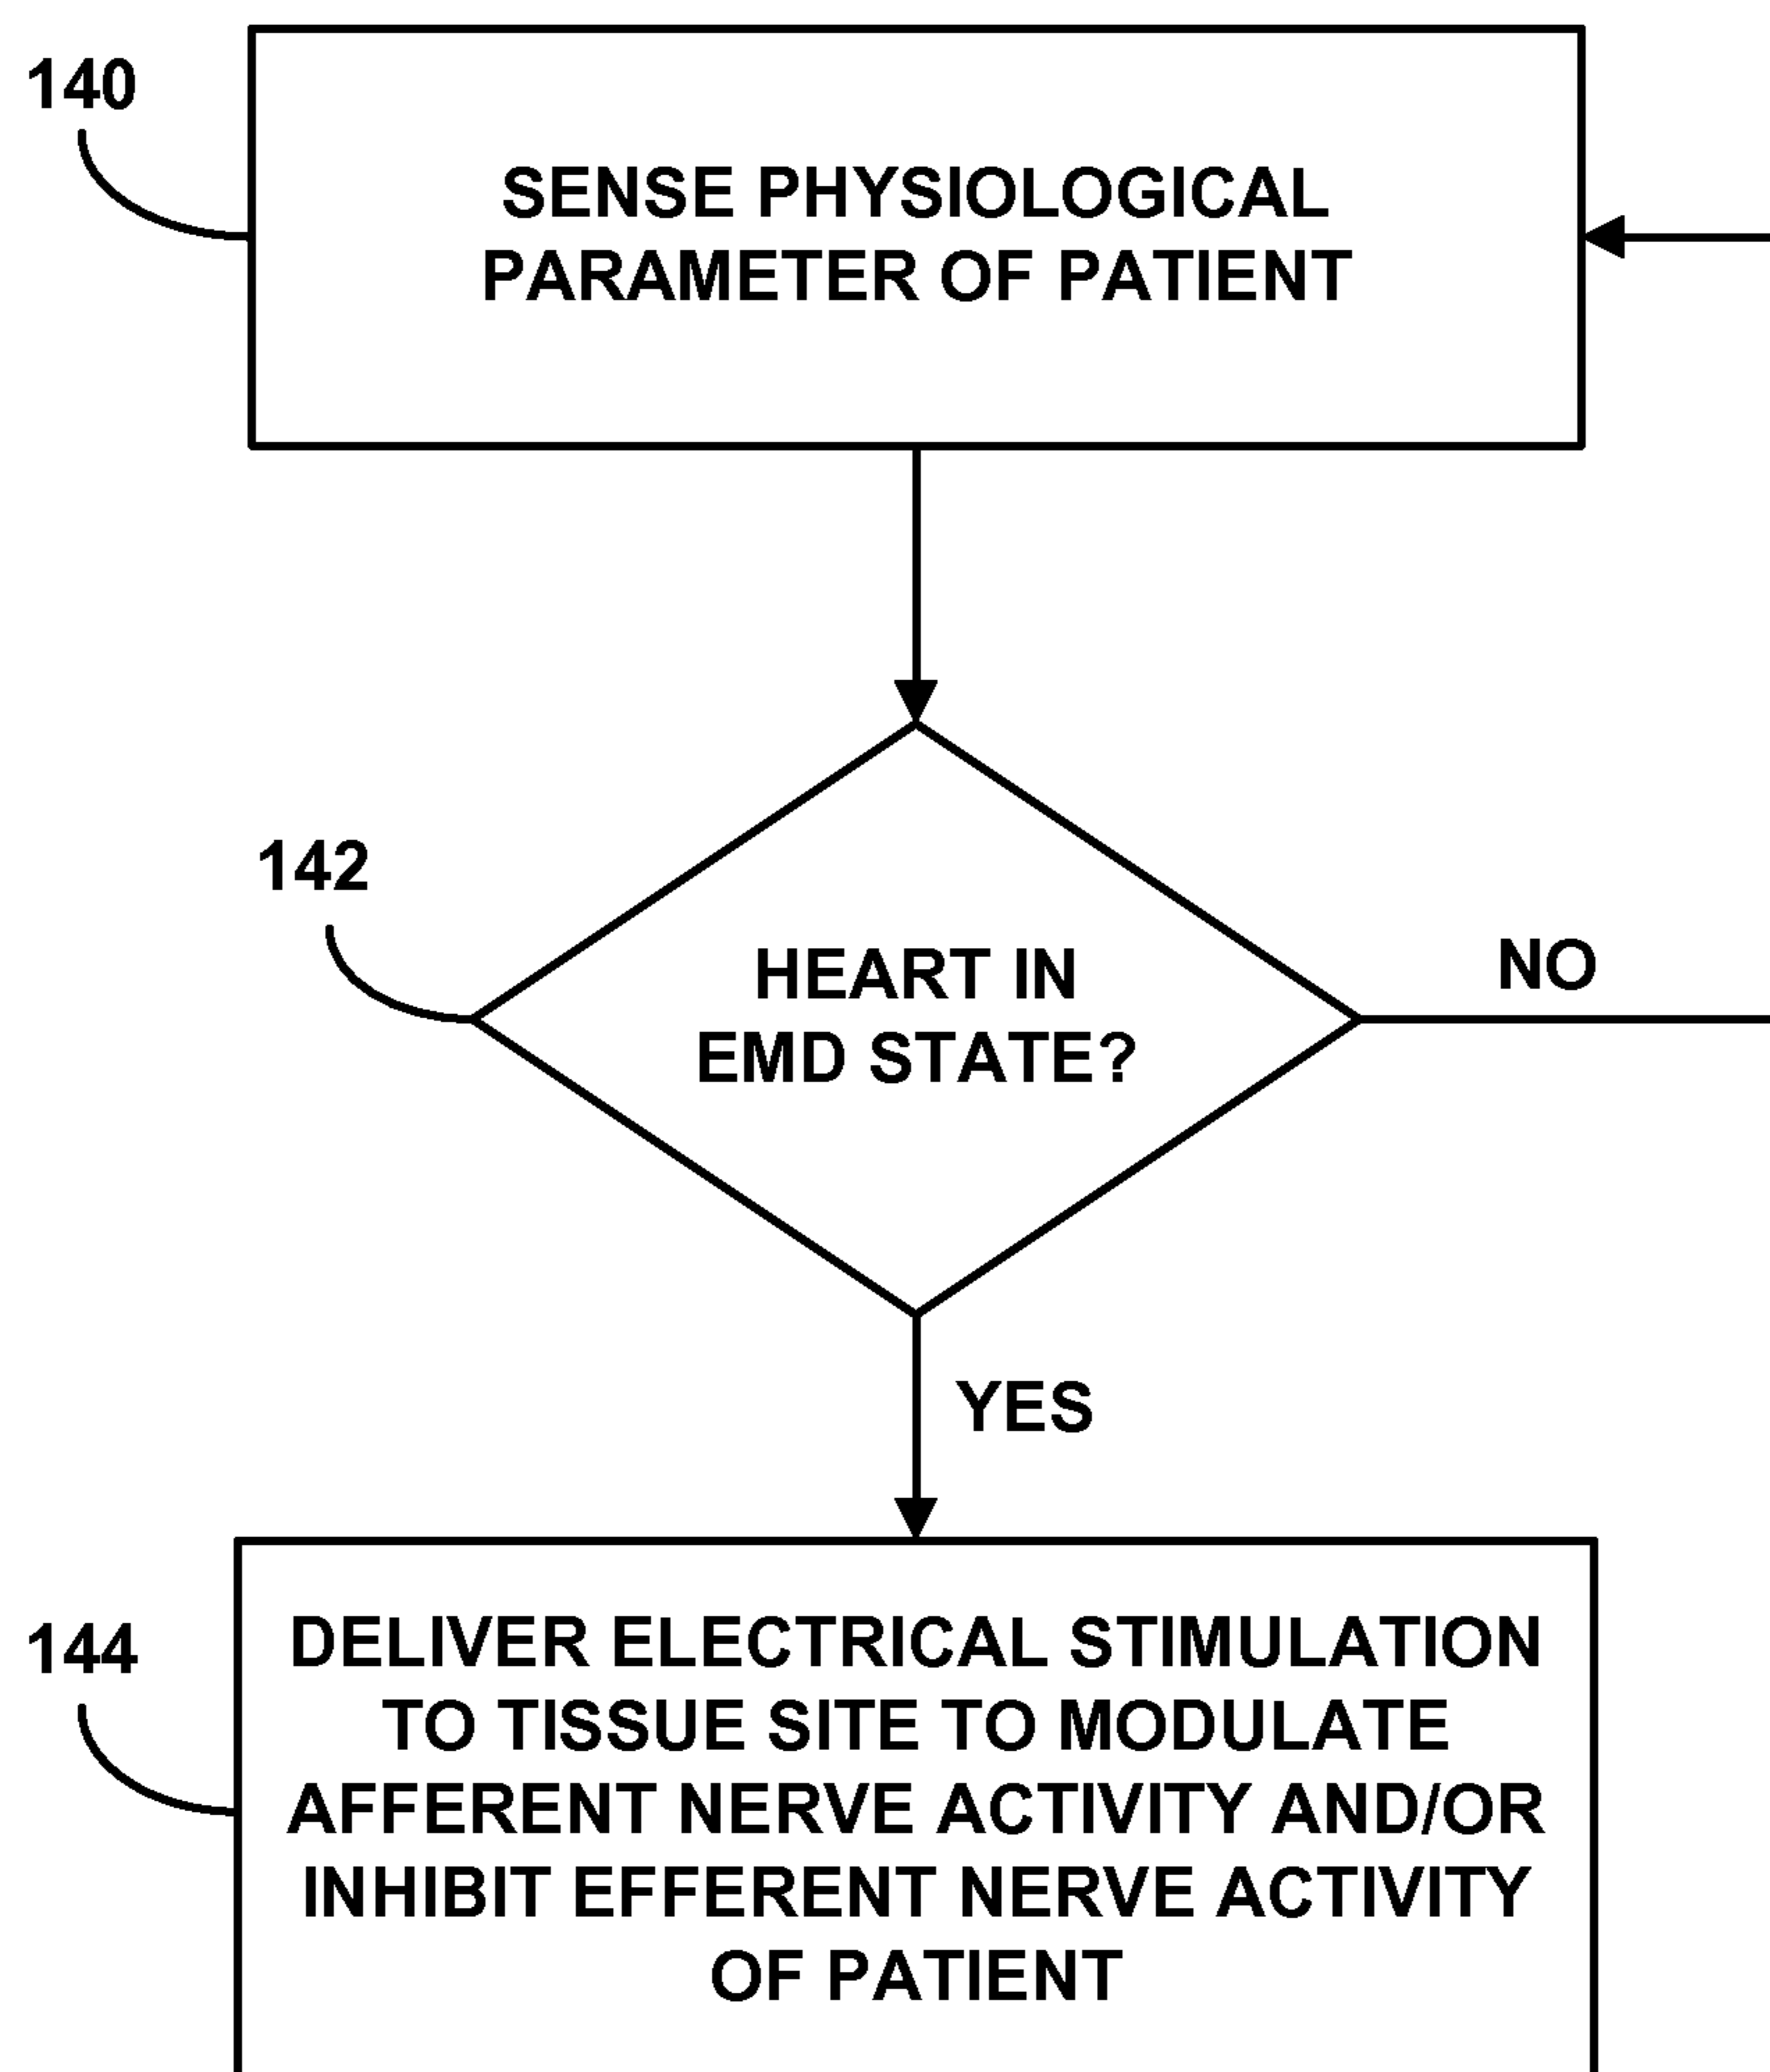 140
SENSE PHYSIOLOGICAL
PARAMETER OF PATIENT
142
HEART IN
EMD STATE?
NO
YES
144
DELIVER ELECTRICAL STIMULATION
TO TISSUE SITE TO MODULATE
AFFERENT NERVE ACTIVITY AND/OR
INHIBIT EFFERENT NERVE ACTIVITY
OF PATIENT